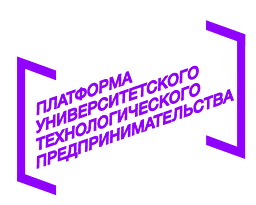 ПЛАТФОРМА
УНИВЕРСИТЕТСКОГО
ТЕХНОЛОГИЧЕСКОГО
ПРЕДПРИНИМАТЕЛЬСТВА